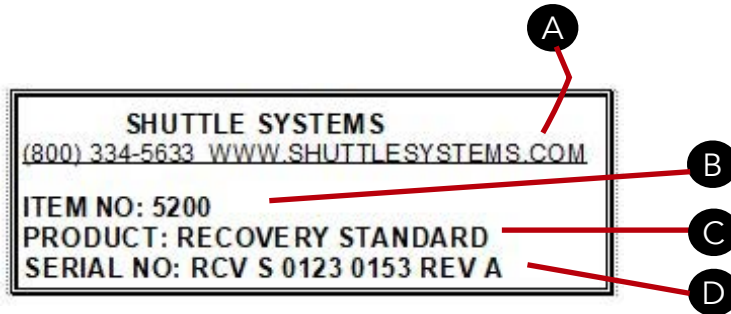 A
SHUTTLE SYSTEMS
(800) 334-5633 WWW.SHUTTLESYSTEMS.COM
B
ITEM NO: 5200
PRODUCT: RECOVERY STANDARD
C
SERIAL NO: RCV S 0123 0153 REV A
D